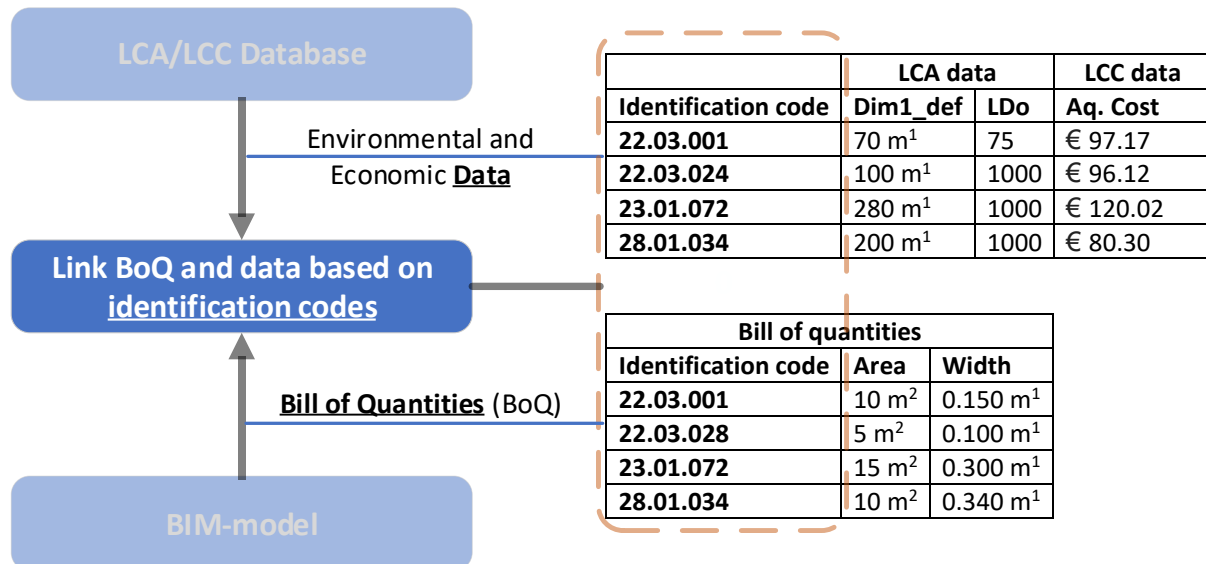 LCA/LCC Database
Environmental and
Economic Data
Link BoQ and data based on
identification codes
Bill of Quantities (BoQ)
BIM-model
LCA data LCC data
Identification code Dim1_def LDo Aq. Cost
22.03.001 70 m¹ 75 € 97.17
22.03.024 100 m¹ 1000 € 96.12
23.01.072 280 m¹ 1000 € 120.02
28.01.034 200 m¹ 1000 € 80.30
Bill of quantities
Identification code Area Width
22.03.001 10 m² 0.150 m¹
22.03.028 5 m² 0.100 m¹
23.01.072 15 m² 0.300 m¹
28.01.034 10 m² 0.340 m¹